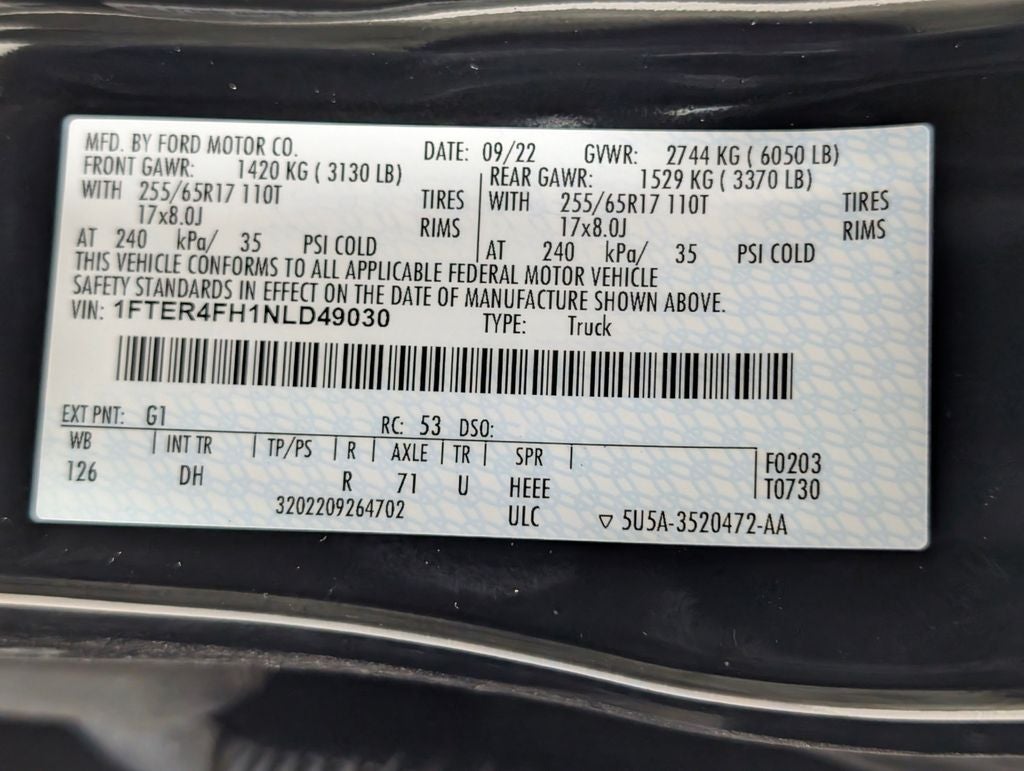 MFD. BY FORD MOTOR CO. DATE: 09/22 GVWR: 2744 KG ( 6050 LB)
FRONT GAWR: 1420 KG ( 3130 LB) REAR GAWR: 1529 KG ( 3370 LB)
WITH 255/65R17 110T TIRES WITH 255/65R17 110T TIRES
17x8.0J RIMS 17x8.0J RIMS
AT 240 kPa/ 35 PSI COLD AT 240 kPa/ 35 PSI COLD
THIS VEHICLE CONFORMS TO ALL APPLICABLE FEDERAL MOTOR VEHICLE
SAFETY STANDARDS IN EFFECT ON THE DATE OF MANUFACTURE SHOWN ABOVE.
VIN: 1FTER4FH1NLD49030 TYPE: Truck
EXT PNT: G1 RC: 53 DSO:
WB INT TR TP/PS R AXLE TR SPR F0203
126 DH R 71 U HEEE T0730
3202209264702 ULC ▽ 5U5A-3520472-AA